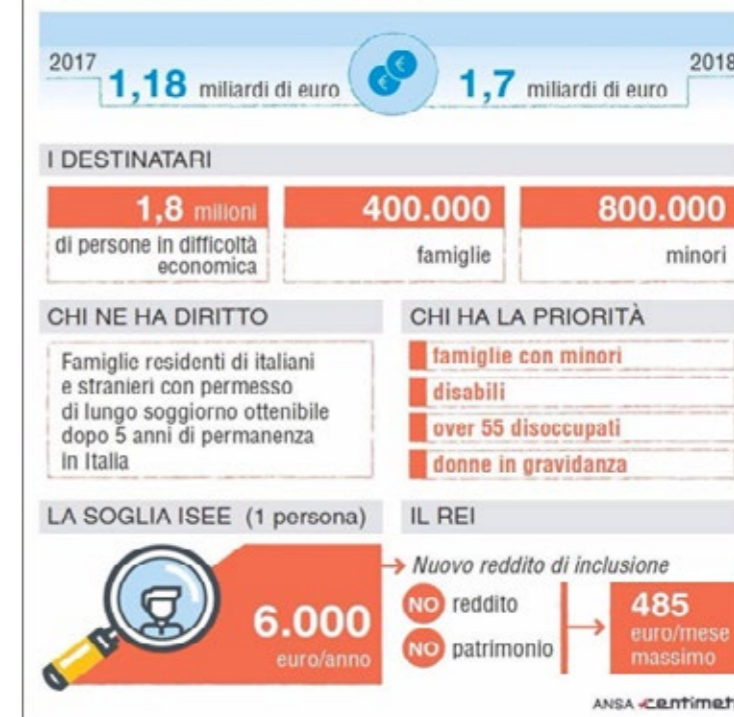 2017
1,18 miliardi di euro
€ €
1,7 miliardi di euro
2018
I DESTINATARI
1,8 milioni
di persone in difficoltà
economica
400.000
famiglie
800.000
minori
CHI NE HA DIRITTO
Famiglie residenti di italiani
e stranieri con permesso
di lungo soggiorno ottenibile
dopo 5 anni di permanenza
in Italia
CHI HA LA PRIORITÀ
famiglie con minori
disabili
over 55 disoccupati
donne in gravidanza
LA SOGLIA ISEE (1 persona)
6.000
euro/anno
IL REI
Nuovo reddito di inclusione
NO reddito
NO patrimonio
485
euro/mese
massimo
ANSA centimet